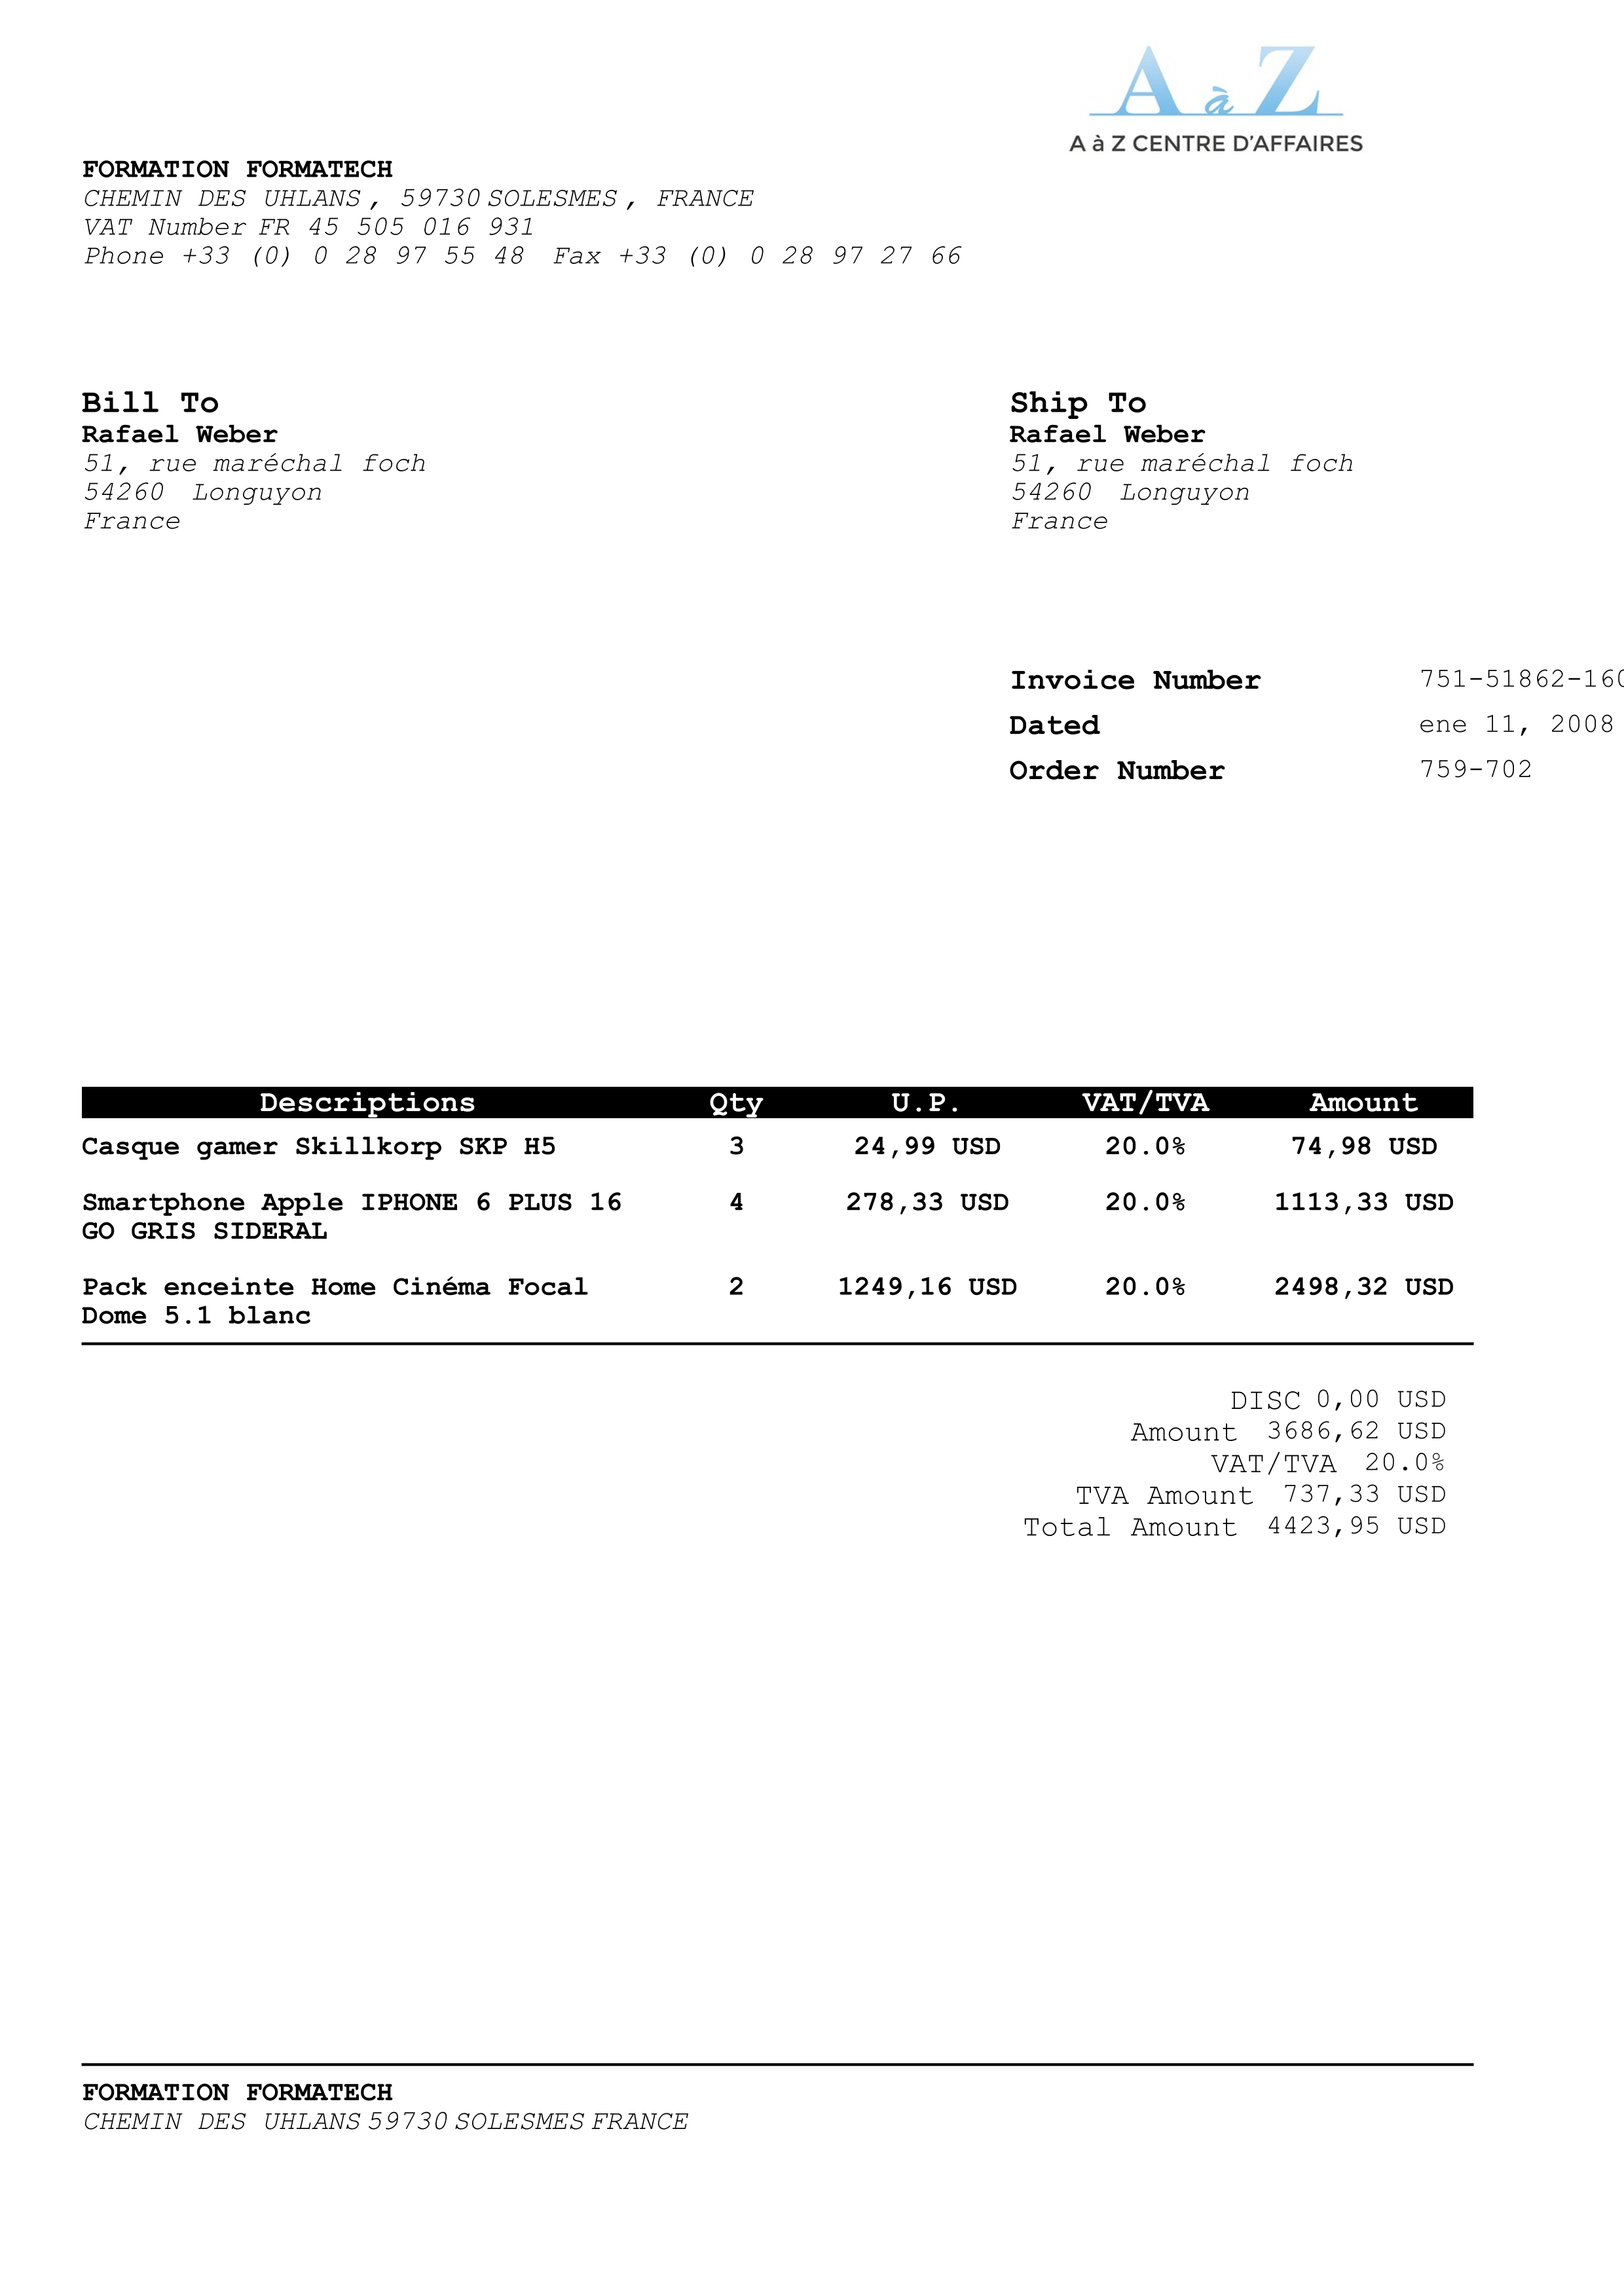 A à Z
A à Z CENTRE D'AFFAIRES
FORMATION FORMATECH
CHEMIN DES UHLANS, 59730 SOLESMES, FRANCE
VAT Number FR 45 505 016 931
Phone +33 (0) 0 28 97 55 48 Fax +33 (0) 0 28 97 27 66
Bill To
Rafael Weber
51, rue maréchal foch
54260 Longuyon
France
Ship To
Rafael Weber
51, rue maréchal foch
54260 Longuyon
France
Invoice Number 751-51862-160
Dated ene 11, 2008
Order Number 759-702
Descriptions Qty U.P. VAT/TVA Amount
Casque gamer Skillkorp SKP H5 3 24,99 USD 20.0% 74,98 USD
Smartphone Apple IPHONE 6 PLUS 16 4 278,33 USD 20.0% 1113,33 USD
GO GRIS SIDERAL
Pack enceinte Home Cinéma Focal 2 1249,16 USD 20.0% 2498,32 USD
Dome 5.1 blanc
DISC 0,00 USD
Amount 3686,62 USD
VAT/TVA 20.0%
TVA Amount 737,33 USD
Total Amount 4423,95 USD
FORMATION FORMATECH
CHEMIN DES UHLANS 59730 SOLESMES FRANCE